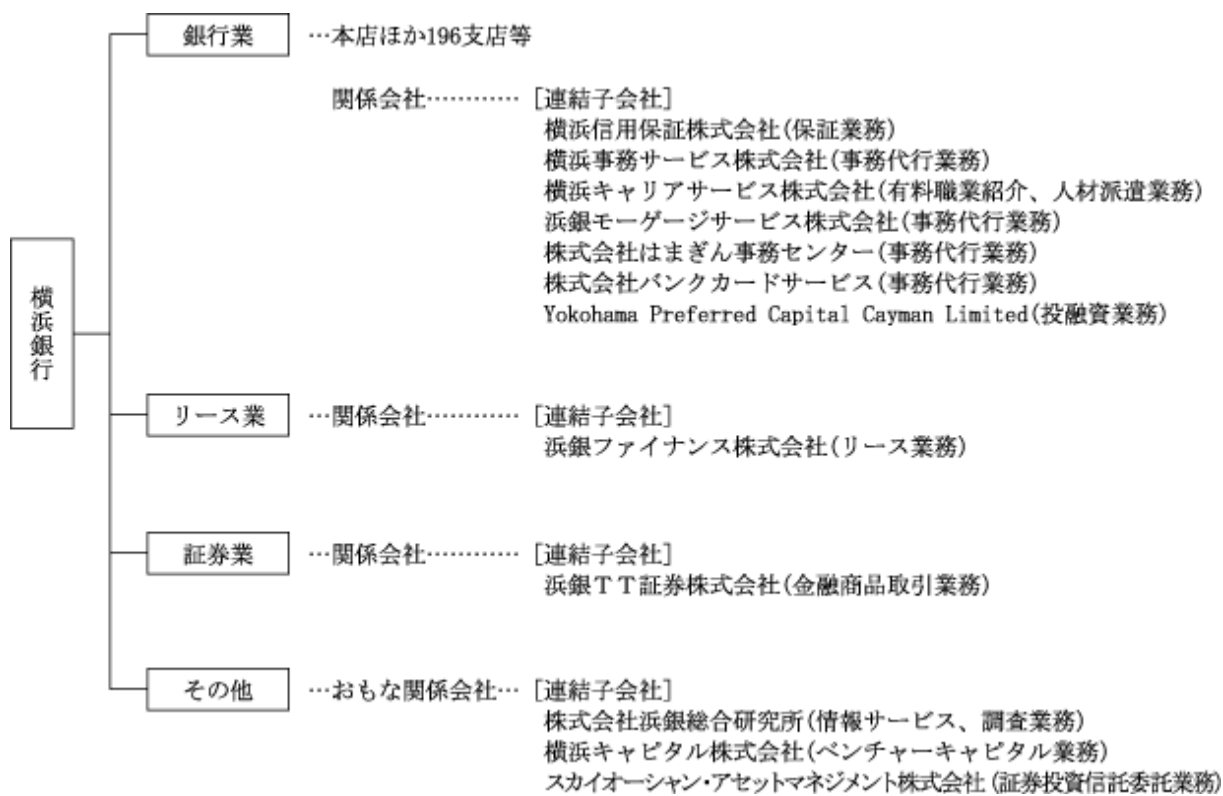 横浜銀行
銀行業 …本店ほか196支店等
関係会社………… [連結子会社]
横浜信用保証株式会社(保証業務)
横浜事務サービス株式会社(事務代行業務)
横浜キャリアサービス株式会社(有料職業紹介、人材派遣業務)
浜銀モーゲージサービス株式会社(事務代行業務)
株式会社はまぎん事務センター(事務代行業務)
株式会社バンクカードサービス(事務代行業務)
Yokohama Preferred Capital Cayman Limited(投融資業務)
リース業 …関係会社………… [連結子会社]
浜銀ファイナンス株式会社(リース業務)
証券業 …関係会社………… [連結子会社]
浜銀TT証券株式会社(金融商品取引業務)
その他 …おもな関係会社… [連結子会社]
株式会社浜銀総合研究所(情報サービス、調査業務)
横浜キャピタル株式会社(ベンチャーキャピタル業務)
スカイオーシャン・アセットマネジメント株式会社(証券投資信託委託業務)